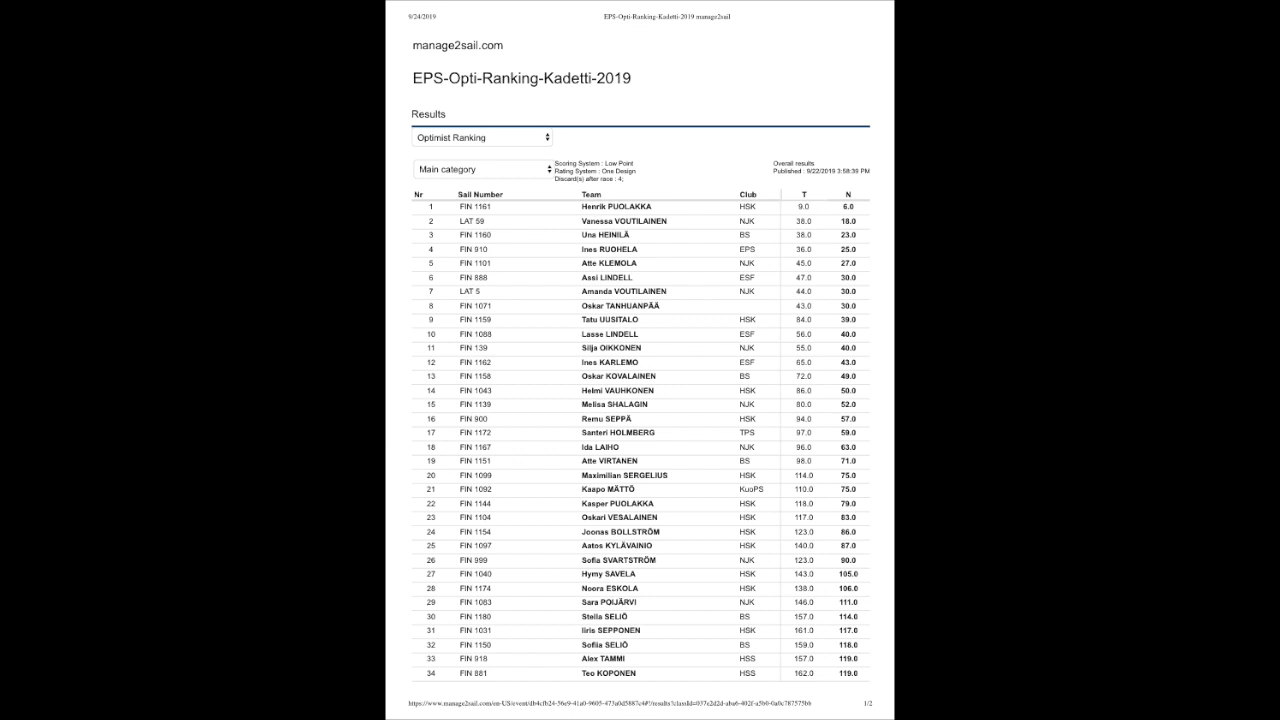 9/24/2019 EPS-Opti-Ranking-Kadetti-2019 manage2sail
manage2sail.com
EPS-Opti-Ranking-Kadetti-2019
Results
Optimist Ranking
Main category
Scoring System : Low Point
Rating System : One Design
Discard(s) after race : 4;
Overall results
Published : 9/22/2019 3:58:39 PM
Nr Sail Number Team Club T N
1 FIN 1161 Henrik PUOLAKKA HSK 9.0 6.0
2 LAT 59 Vanessa VOUTILAINEN NJK 38.0 18.0
3 FIN 1160 Una HEINILÄ BS 38.0 23.0
4 FIN 910 Ines RUOHELA EPS 36.0 25.0
5 FIN 1101 Atte KLEMOLA NJK 45.0 27.0
6 FIN 888 Assi LINDELL ESF 47.0 30.0
7 LAT 5 Amanda VOUTILAINEN NJK 44.0 30.0
8 FIN 1071 Oskar TANHUANPÄÄ 43.0 30.0
9 FIN 1159 Tatu UUSITALO HSK 84.0 39.0
10 FIN 1088 Lasse LINDELL ESF 56.0 40.0
11 FIN 139 Silja OIKKONEN NJK 55.0 40.0
12 FIN 1162 Ines KARLEMO ESF 65.0 43.0
13 FIN 1158 Oskar KOVALAINEN BS 72.0 49.0
14 FIN 1043 Helmi VAUHKONEN HSK 86.0 50.0
15 FIN 1139 Melisa SHALAGIN NJK 80.0 52.0
16 FIN 900 Remu SEPPÄ HSK 94.0 57.0
17 FIN 1172 Santeri HOLMBERG TPS 97.0 59.0
18 FIN 1167 Ida LAIHO NJK 96.0 63.0
19 FIN 1151 Atte VIRTANEN BS 98.0 71.0
20 FIN 1099 Maximilian SERGELIUS HSK 114.0 75.0
21 FIN 1092 Kaapo MÄTTÖ KuoPS 110.0 75.0
22 FIN 1144 Kasper PUOLAKKA HSK 118.0 79.0
23 FIN 1104 Oskari VESALAINEN HSK 117.0 83.0
24 FIN 1154 Joonas BOLLSTRÖM HSK 123.0 86.0
25 FIN 1097 Aatos KYLÄVAINIO HSK 140.0 87.0
26 FIN 999 Sofia SVARTSTRÖM NJK 123.0 90.0
27 FIN 1040 Hymy SAVELA HSK 143.0 105.0
28 FIN 1174 Noora ESKOLA HSK 138.0 106.0
29 FIN 1083 Sara POIJÄRVI NJK 146.0 111.0
30 FIN 1180 Stella SELIÖ BS 157.0 114.0
31 FIN 1031 Iiris SEPPONEN HSK 161.0 117.0
32 FIN 1150 Sofiia SELIÖ BS 159.0 118.0
33 FIN 918 Alex TAMMI HSS 157.0 119.0
34 FIN 881 Teo KOPONEN HSS 162.0 119.0
1/2